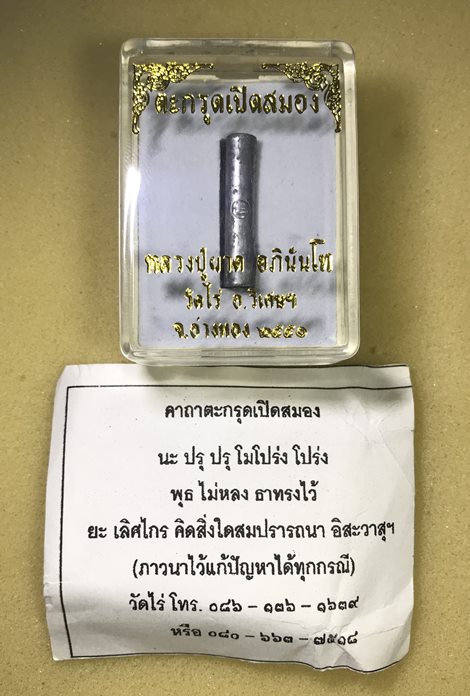 ตะกรุดเปิดสมอง
หลวงปู่ผาด อภินันโท
วัดไร่ อ.วิเศษฯ
จ.อ่างทอง ๒๕๕๑
คาถาตะกรุดเปิดสมอง
นะ ปรุ ปรุ โมโปร่ง โปร่ง
พุธ ไม่หลง ธาทรงไว้
ยะ เลิศไกร คิดสิ่งใดสมปรารถนา อิสะวาสุฯ
(ภาวนาไว้แก้ปัญหาได้ทุกกรณี)
วัดไร่ โทร. ๐๘๖ – ๑๓๖ – ๑๖๓๙
หรือ ๐๘๐ – ๖๖๓ – ๗๕๑๘